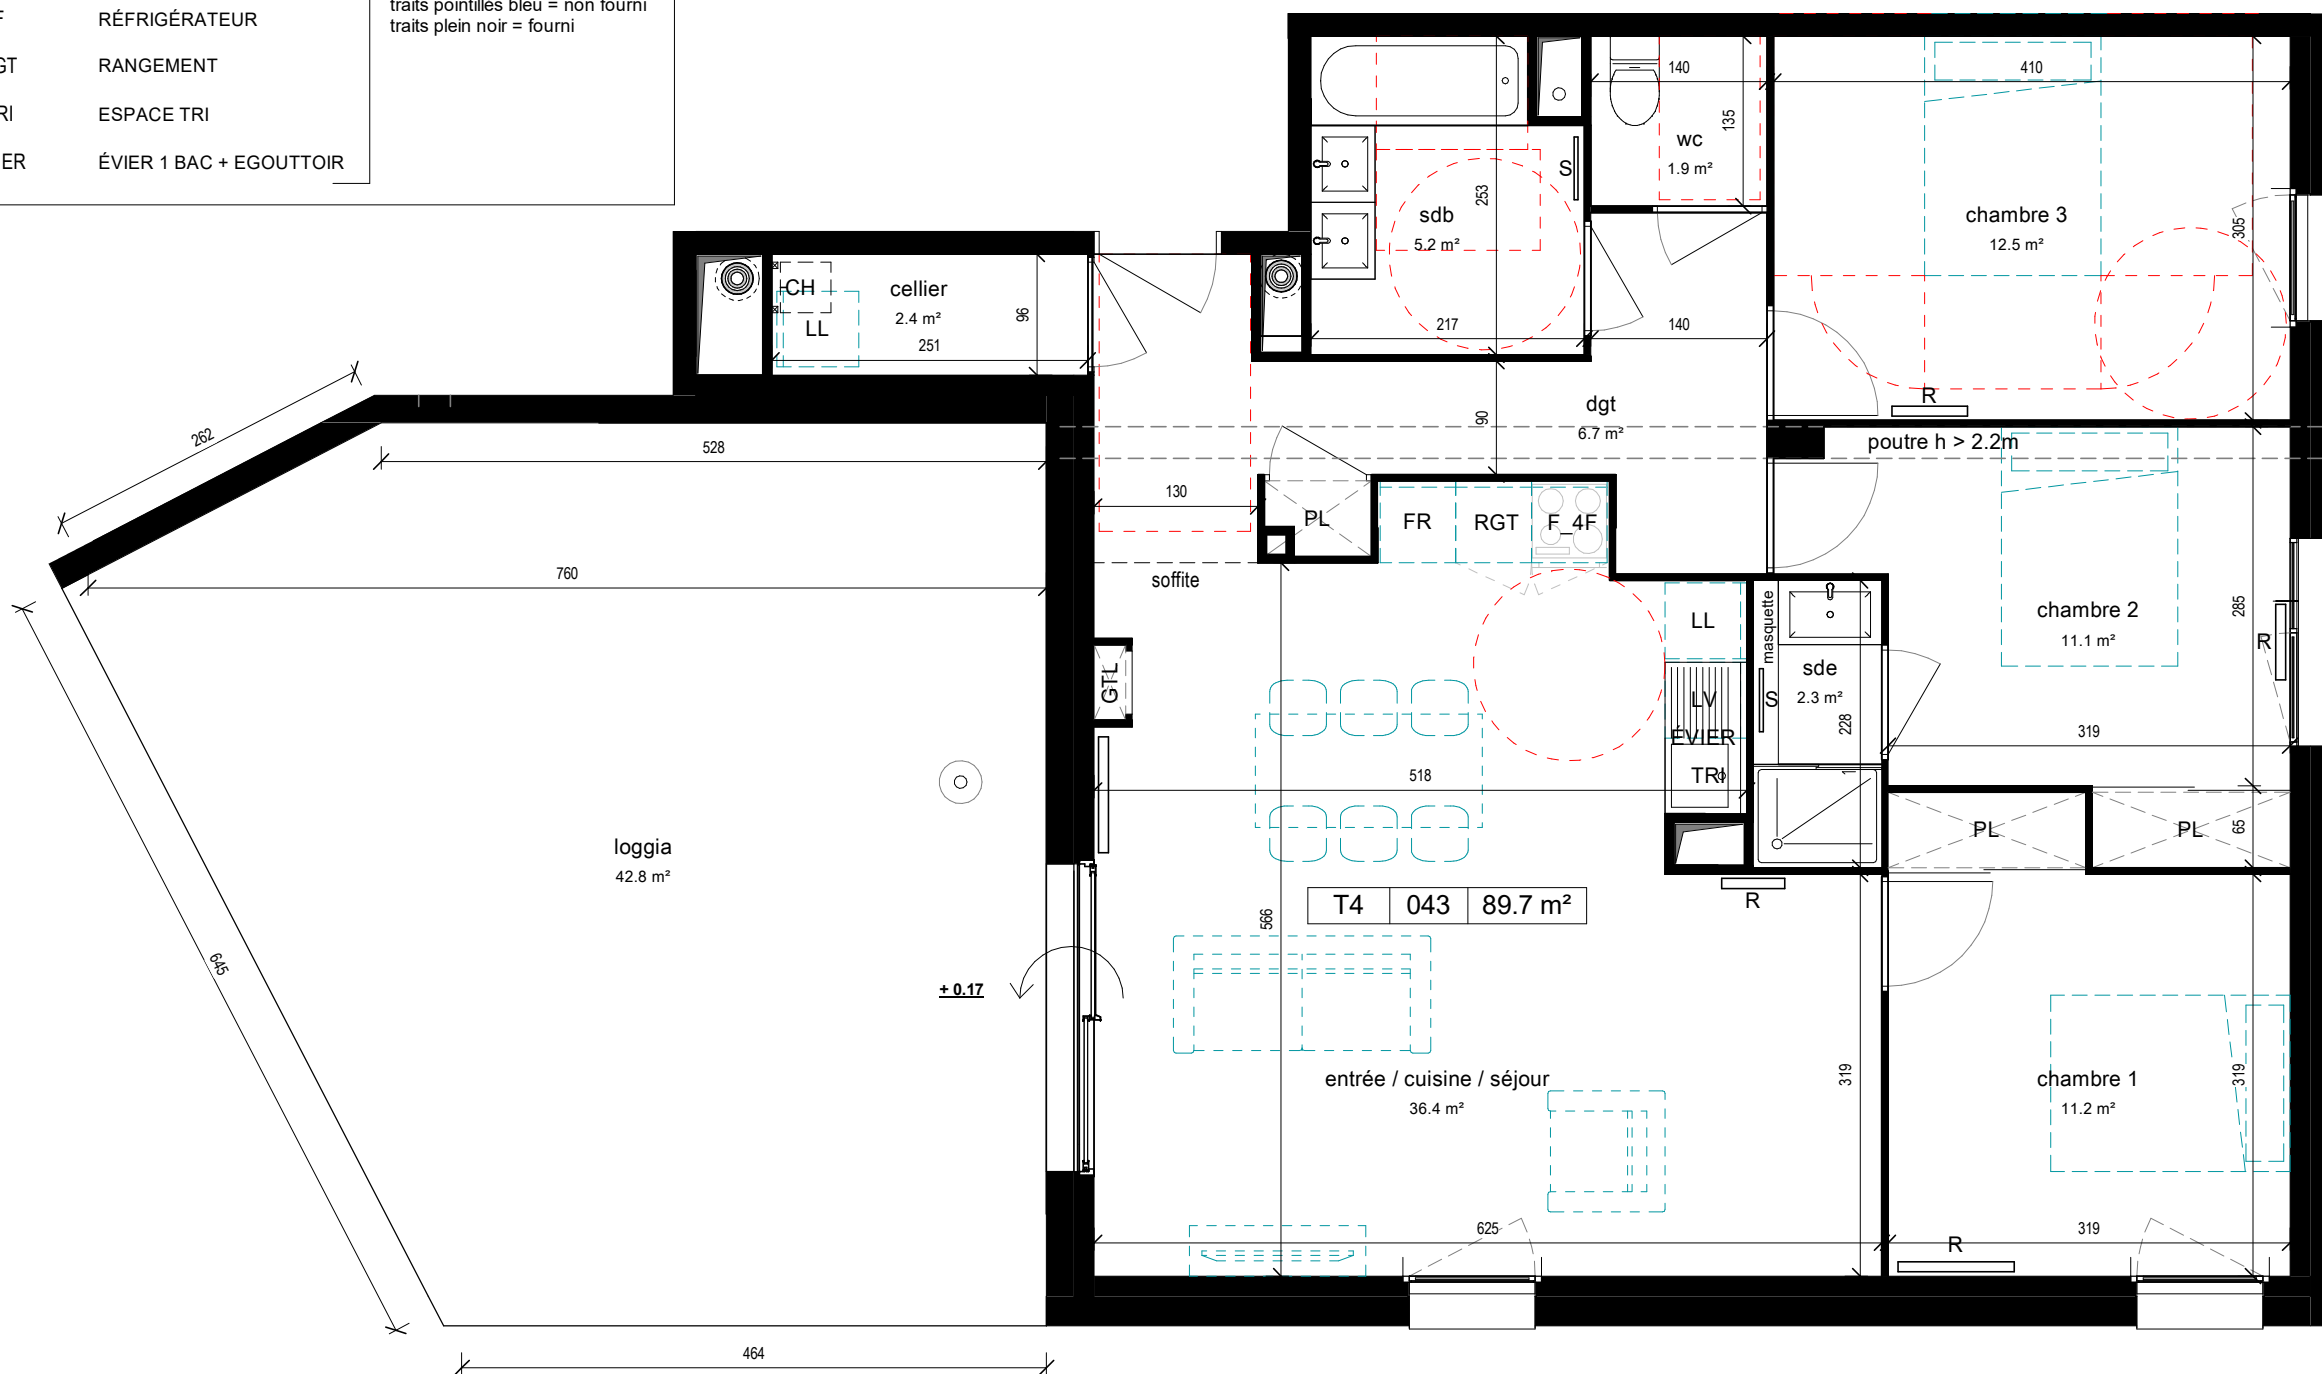 traits pointillés bleu = non fourni
traits plein noir = fourni
RÉFRIGÉRATEUR
RANGEMENT
ESPACE TRI
ER
ÉVIER 1 BAC + EGOUTTOIR
140
410
135
wc
1.9 m²
S
253
sdb
5.2 m²
chambre 3
12.5 m²
305
CH
LL
cellier
2.4 m²
251
96
217
140
R
262
528
90
dgt
6.7 m²
poutre h > 2.2m
130
PL
FR
RGT
F_4F
760
soffite
LL
masquette
chambre 2
11.1 m²
285
R
GTL
sde
2.3 m²
S
LV
228
ÉVIER
319
518
TRI
PL
PL
65
loggia
42.8 m²
T4
043
89.7 m²
R
566
645
+ 0.17
entrée / cuisine / séjour
36.4 m²
319
chambre 1
11.2 m²
319
625
R
319
464